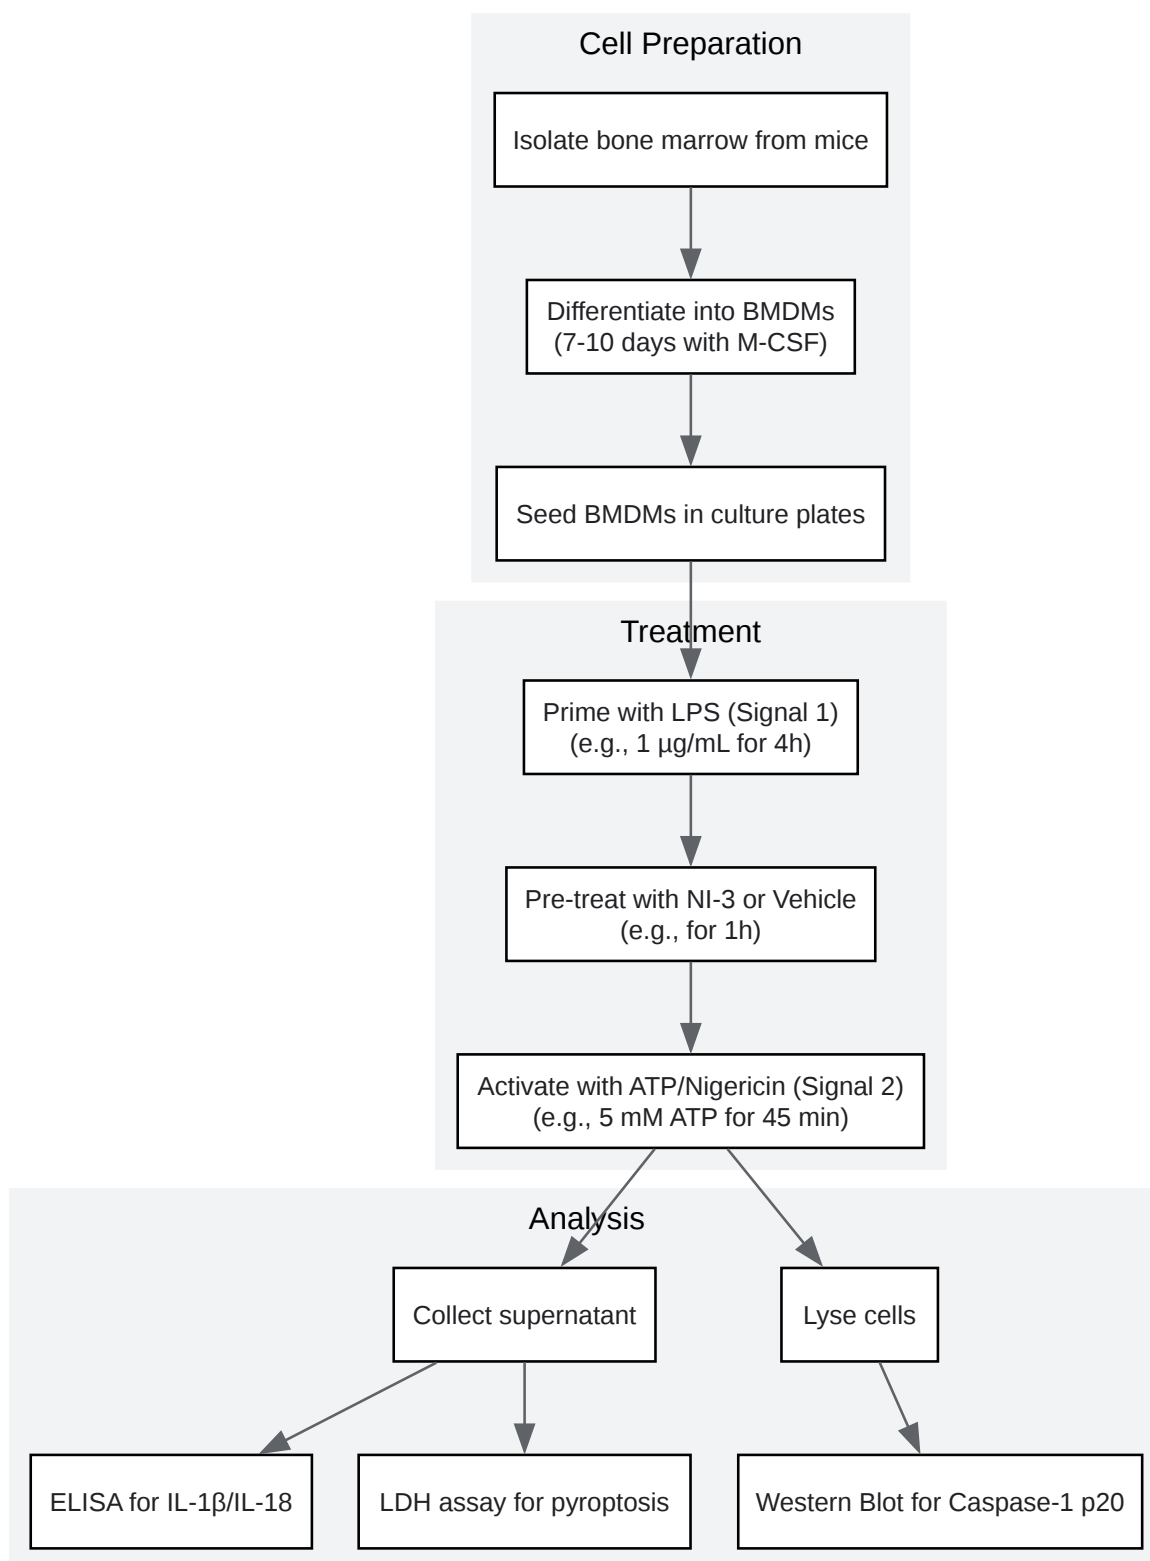 Cell Preparation
Isolate bone marrow from mice
Differentiate into BMDMs
(7-10 days with M-CSF)
Seed BMDMs in culture plates
Treatment
Prime with LPS (Signal 1)
(e.g., 1 µg/mL for 4h)
Pre-treat with NI-3 or Vehicle
(e.g., for 1h)
Activate with ATP/Nigericin (Signal 2)
(e.g., 5 mM ATP for 45 min)
Analysis
Collect supernatant
Lyse cells
ELISA for IL-1β/IL-18
LDH assay for pyroptosis
Western Blot for Caspase-1 p20